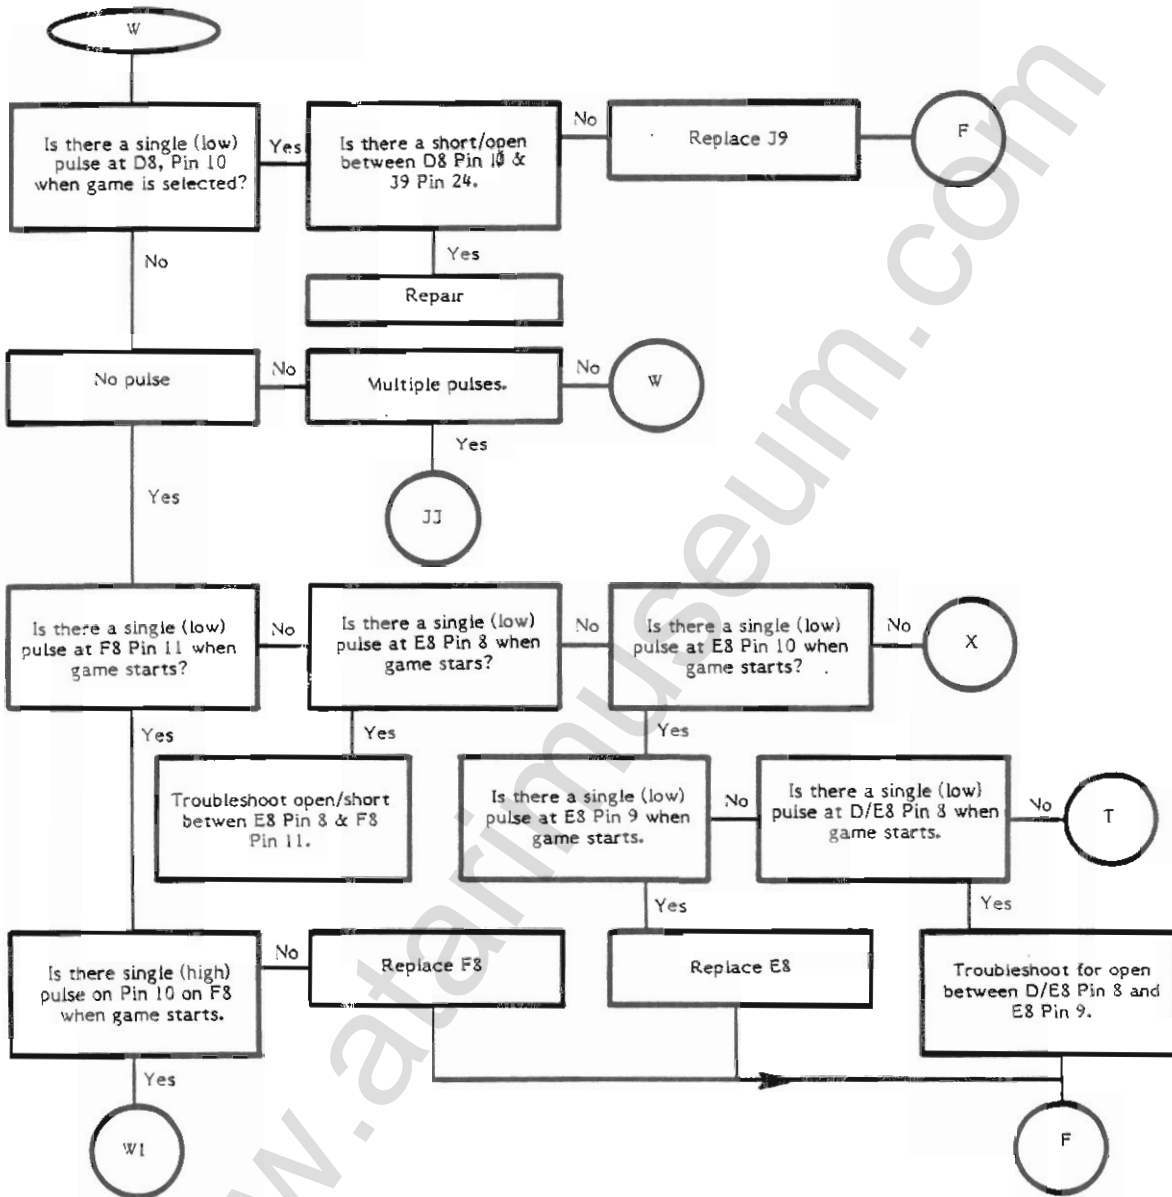 W
Is there a single (low)
pulse at D8, Pin 10
when game is selected?
Yes
Is there a short/open
between D8 Pin 10 &
J9 Pin 24.
No
Replace J9
F
No
Yes
Repair
No pulse
No
Multiple pulses.
No
W
Yes
Yes
JJ
Is there a single (low)
pulse at F8 Pin 11 when
game starts?
No
Is there a single (low)
pulse at E8 Pin 8 when
game stars?
No
Is there a single (low)
pulse at E8 Pin 10 when
game starts?
No
X
Yes
Yes
Yes
Troubleshoot open/short
betwen E8 Pin 8 & F8
Pin 11.
Is there a single (low)
pulse at E8 Pin 9 when
game starts.
No
Is there a single (low)
pulse at D/E8 Pin 8 when
game starts.
No
T
Yes
Yes
Is there single (high)
pulse on Pin 10 on F8
when game starts.
No
Replace F8
Replace E8
Troubleshoot for open
between D/E8 Pin 8 and
E8 Pin 9.
Yes
W1
F
w.atarimuseum.com